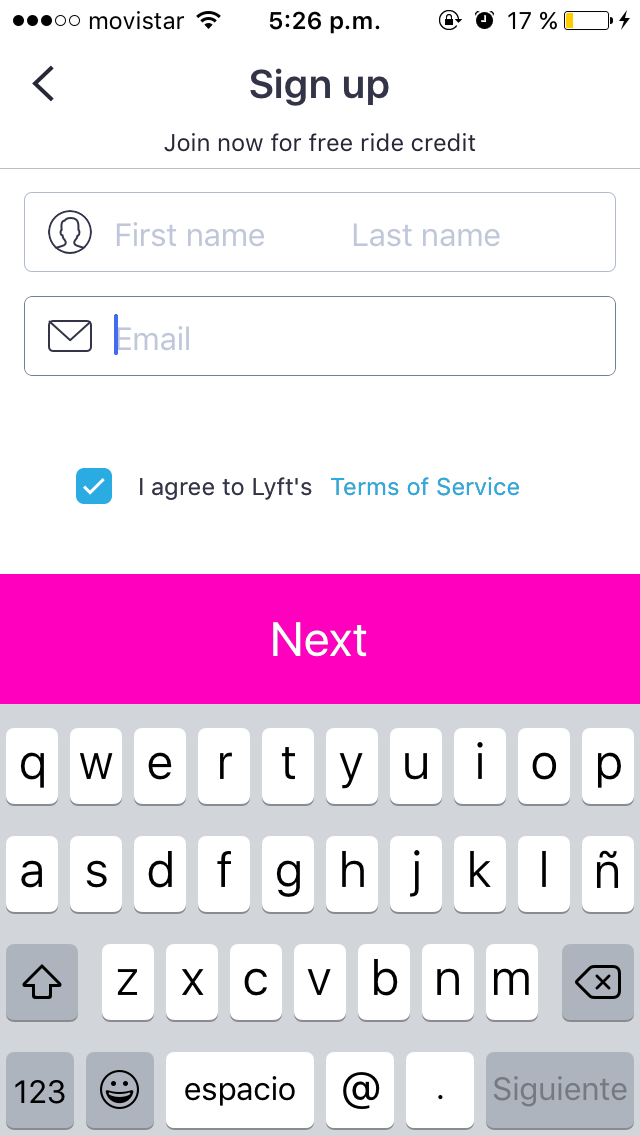 movistar 5:26 p.m. 17 %
Sign up
Join now for free ride credit
First name Last name
Email
I agree to Lyft's Terms of Service
Next
q w e r t y u i o p
a s d f g h j k l ñ
z x c v b n m
123 espacio @ . Siguiente